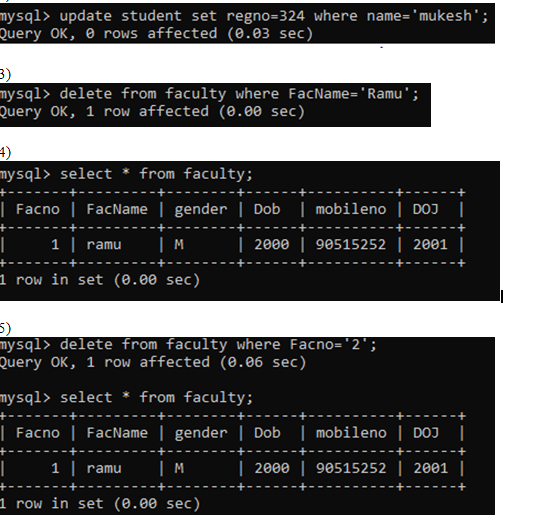 mysql> update student set regno=324 where name='mukesh';
Query OK, 0 rows affected (0.03 sec)
3)
mysql> delete from faculty where FacName='Ramu';
Query OK, 1 row affected (0.00 sec)
4)
mysql> select * from faculty;
+-------+---------+--------+------+----------+------+
| Facno | FacName | gender | Dob | mobileno | DOJ |
+-------+---------+--------+------+----------+------+
| 1 | ramu | M | 2000 | 90515252 | 2001 |
+-------+---------+--------+------+----------+------+
1 row in set (0.00 sec)
5)
mysql> delete from faculty where Facno='2';
Query OK, 1 row affected (0.06 sec)
mysql> select * from faculty;
+-------+---------+--------+------+----------+------+
| Facno | FacName | gender | Dob | mobileno | DOJ |
+-------+---------+--------+------+----------+------+
| 1 | ramu | M | 2000 | 90515252 | 2001 |
+-------+---------+--------+------+----------+------+
1 row in set (0.00 sec)